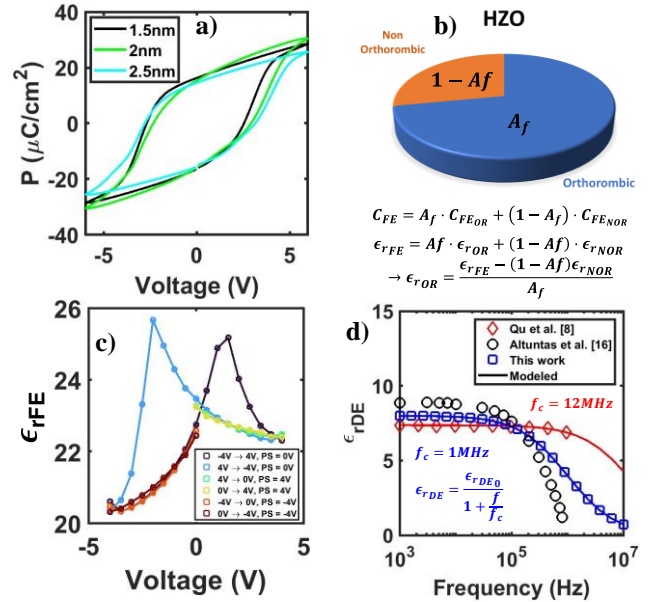 a)
1.5nm
2nm
2.5nm
P (μC/cm²)
40
20
0
-20
-40
-5
0
5
Voltage (V)
b)
HZO
Non
Orthorombic
1 − Af
A_f
Orthorombic
C_FE = A_f · C_FE_OR + (1 − A_f) · C_FE_NOR
ϵ_rFE = Af · ϵ_rOR + (1 − Af) · ϵ_rNOR
→ ϵ_rOR = (ϵ_rFE − (1 − Af)ϵ_rNOR) / A_f
c)
ϵ_rFE
26
24
22
20
-5
0
5
Voltage (V)
-4V → 4V, PS = 0V
4V → -4V, PS = 0V
4V → 0V, PS = 4V
0V → 4V, PS = 4V
-4V → 0V, PS = -4V
0V → -4V, PS = -4V
d)
ϵ_rDE
15
10
5
0
10³
10⁵
10⁷
Frequency (Hz)
Qu et al. [8]
Altuntas et al. [16]
This work
Modeled
f_c = 12MHz
f_c = 1MHz
ϵ_rDE = ϵ_rDE0 / (1 + f/f_c)